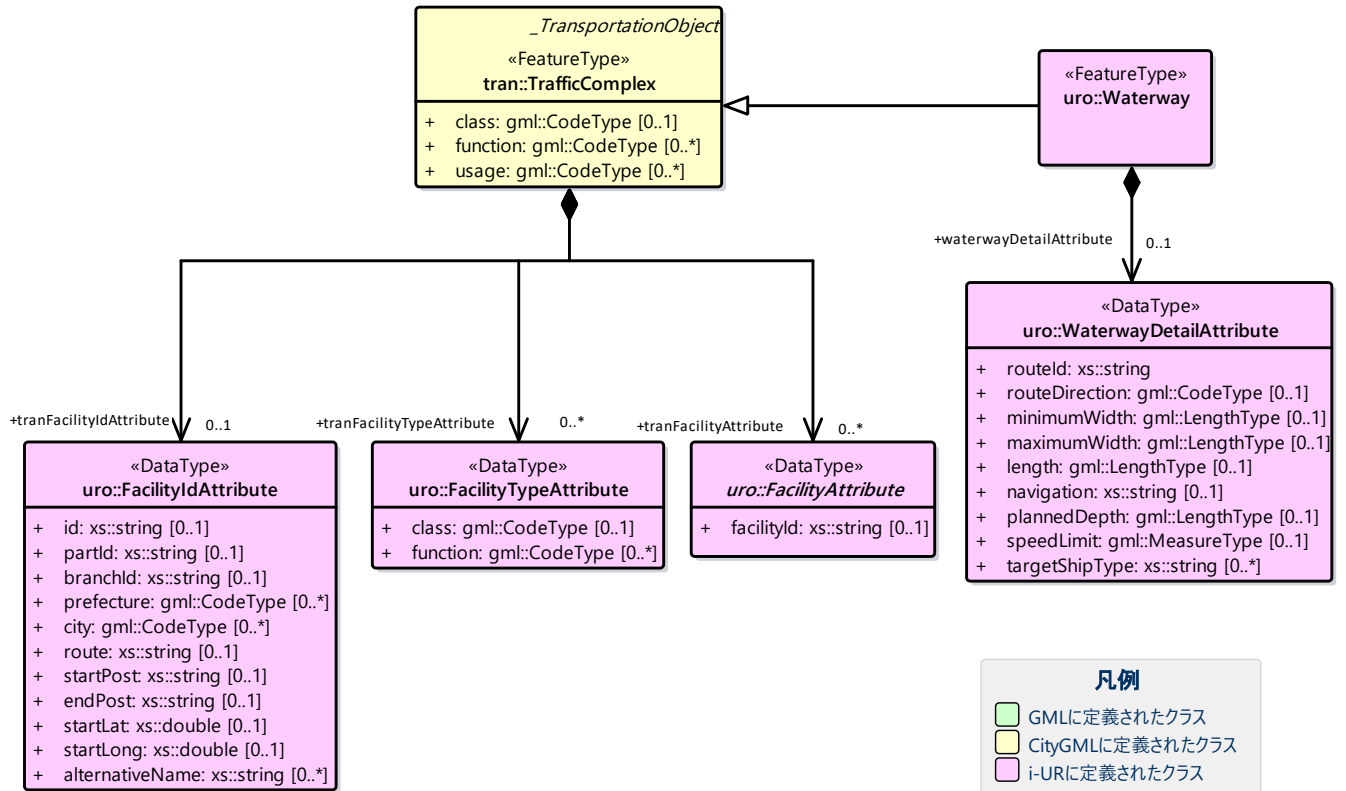 _TransportationObject
«FeatureType»
tran::TrafficComplex
+ class: gml::CodeType [0..1]
+ function: gml::CodeType [0..*]
+ usage: gml::CodeType [0..*]
«FeatureType»
uro::Waterway
+waterwayDetailAttribute 0..1
«DataType»
uro::WaterwayDetailAttribute
+ routeId: xs::string
+ routeDirection: gml::CodeType [0..1]
+ minimumWidth: gml::LengthType [0..1]
+ maximumWidth: gml::LengthType [0..1]
+ length: gml::LengthType [0..1]
+ navigation: xs::string [0..1]
+ plannedDepth: gml::LengthType [0..1]
+ speedLimit: gml::MeasureType [0..1]
+ targetShipType: xs::string [0..*]
+tranFacilityIdAttribute 0..1
«DataType»
uro::FacilityIdAttribute
+ id: xs::string [0..1]
+ partId: xs::string [0..1]
+ branchId: xs::string [0..1]
+ prefecture: gml::CodeType [0..*]
+ city: gml::CodeType [0..*]
+ route: xs::string [0..1]
+ startPost: xs::string [0..1]
+ endPost: xs::string [0..1]
+ startLat: xs::double [0..1]
+ startLong: xs::double [0..1]
+ alternativeName: xs::string [0..*]
+tranFacilityTypeAttribute 0..*
«DataType»
uro::FacilityTypeAttribute
+ class: gml::CodeType [0..1]
+ function: gml::CodeType [0..*]
+tranFacilityAttribute 0..*
«DataType»
uro::FacilityAttribute
+ facilityId: xs::string [0..1]
凡例
GMLに定義されたクラス
CityGMLに定義されたクラス
i-URに定義されたクラス